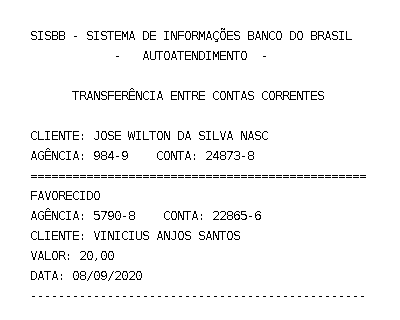 SISBB - SISTEMA DE INFORMAÇÕES BANCO DO BRASIL
- AUTOATENDIMENTO -
TRANSFERÊNCIA ENTRE CONTAS CORRENTES
CLIENTE: JOSE WILTON DA SILVA NASC
AGÊNCIA: 984-9 CONTA: 24873-8
================================================
FAVORECIDO
AGÊNCIA: 5790-8 CONTA: 22865-6
CLIENTE: VINICIUS ANJOS SANTOS
VALOR: 20,00
DATA: 08/09/2020
------------------------------------------------